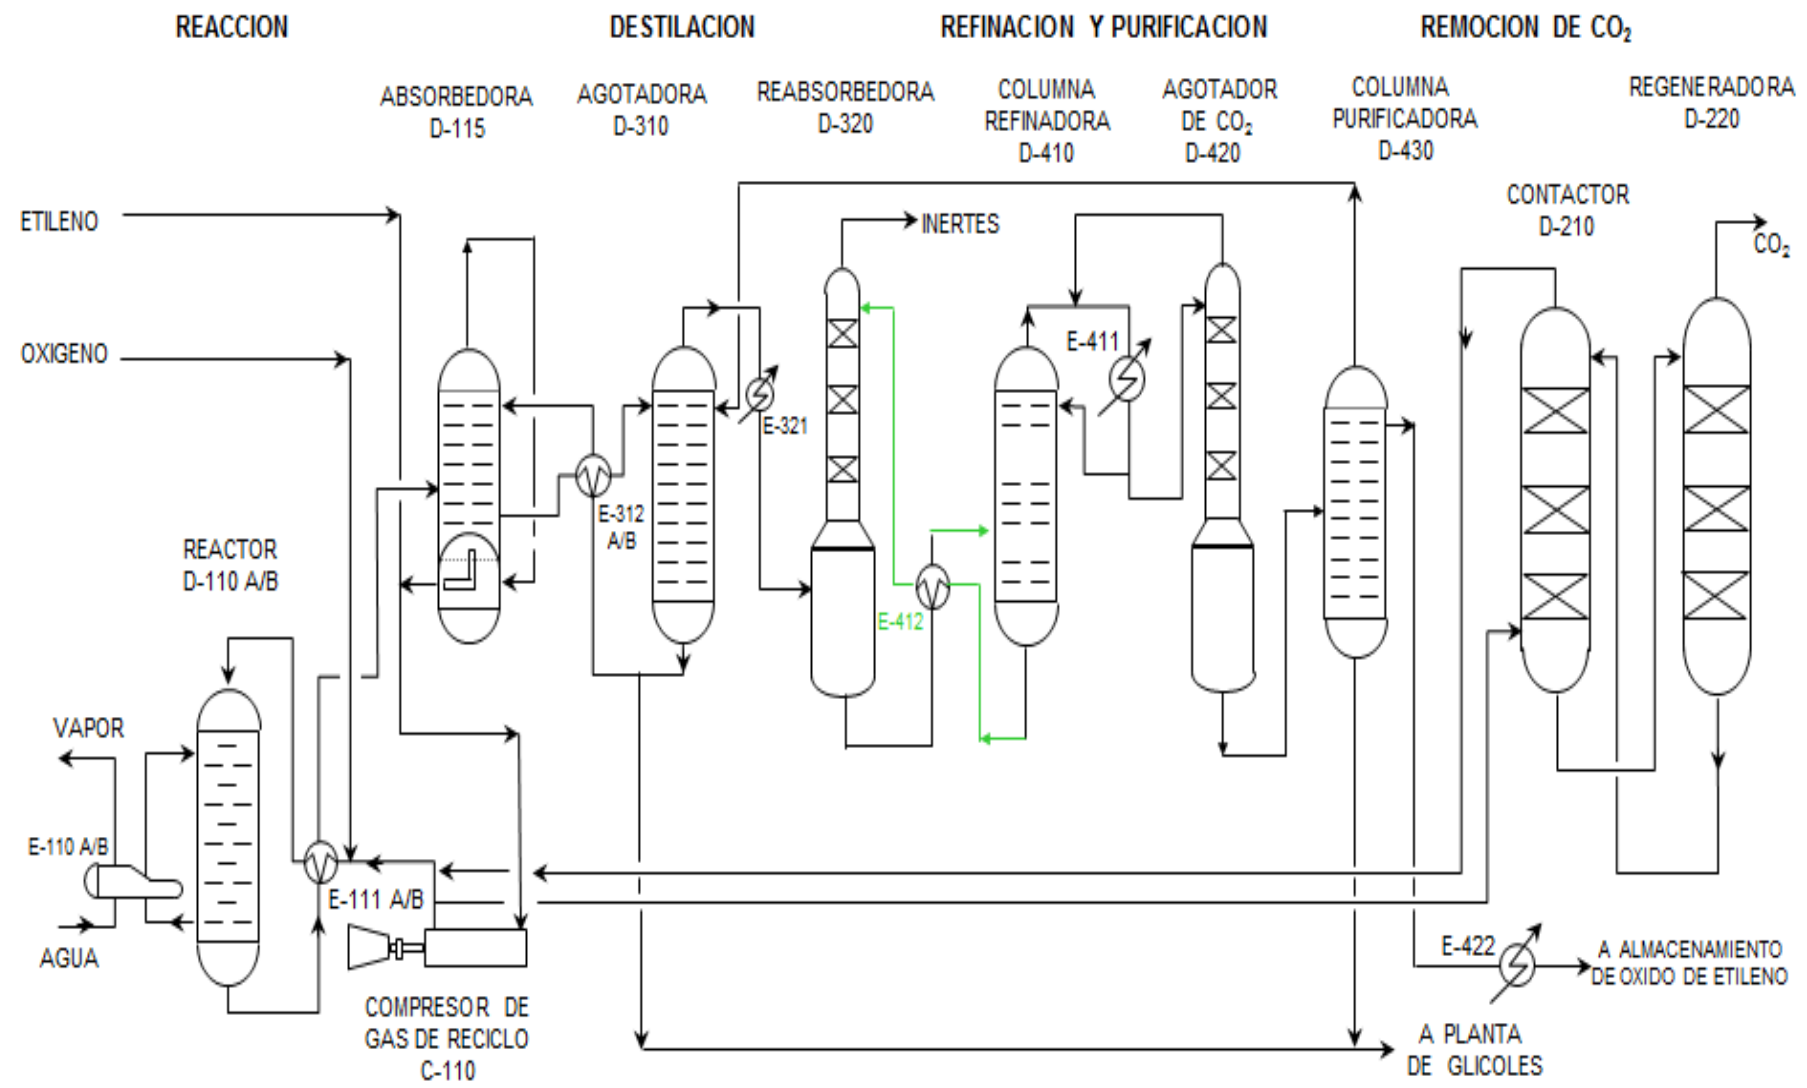 REACCION
DESTILACION
REFINACION Y PURIFICACION
REMOCION DE CO₂
ABSORBEDORA
D-115
AGOTADORA
D-310
REABSORBEDORA
D-320
COLUMNA
REFINADORA
D-410
AGOTADOR
DE CO₂
D-420
COLUMNA
PURIFICADORA
D-430
REGENERADORA
D-220
CONTACTOR
D-210
ETILENO
INERTES
CO₂
OXIGENO
E-411
E-321
E-312
A/B
REACTOR
D-110 A/B
E-412
VAPOR
E-110 A/B
E-111 A/B
AGUA
COMPRESOR DE
GAS DE RECICLO
C-110
E-422
A ALMACENAMIENTO
DE OXIDO DE ETILENO
A PLANTA
DE GLICOLES